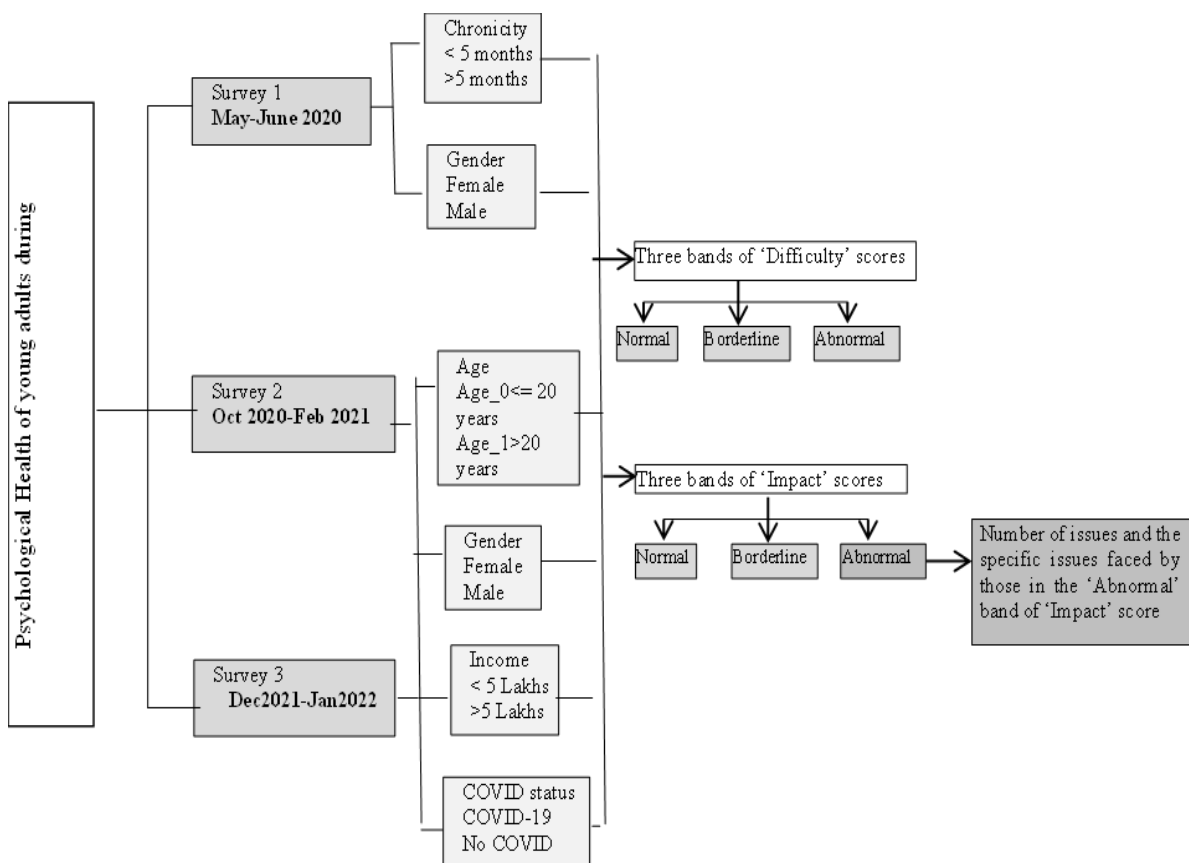 Psychological Health of young adults during
Survey 1
May-June 2020
Chronicity
< 5 months
>5 months
Gender
Female
Male
Survey 2
Oct 2020-Feb 2021
Age
Age_0<= 20
years
Age_1>20
years
Gender
Female
Male
Survey 3
Dec2021-Jan2022
Income
< 5 Lakhs
>5 Lakhs
COVID status
COVID-19
No COVID
Three bands of ‘Difficulty’ scores
Normal
Borderline
Abnormal
Three bands of ‘Impact’ scores
Normal
Borderline
Abnormal
Number of issues and the
specific issues faced by
those in the ‘Abnormal’
band of ‘Impact’ score